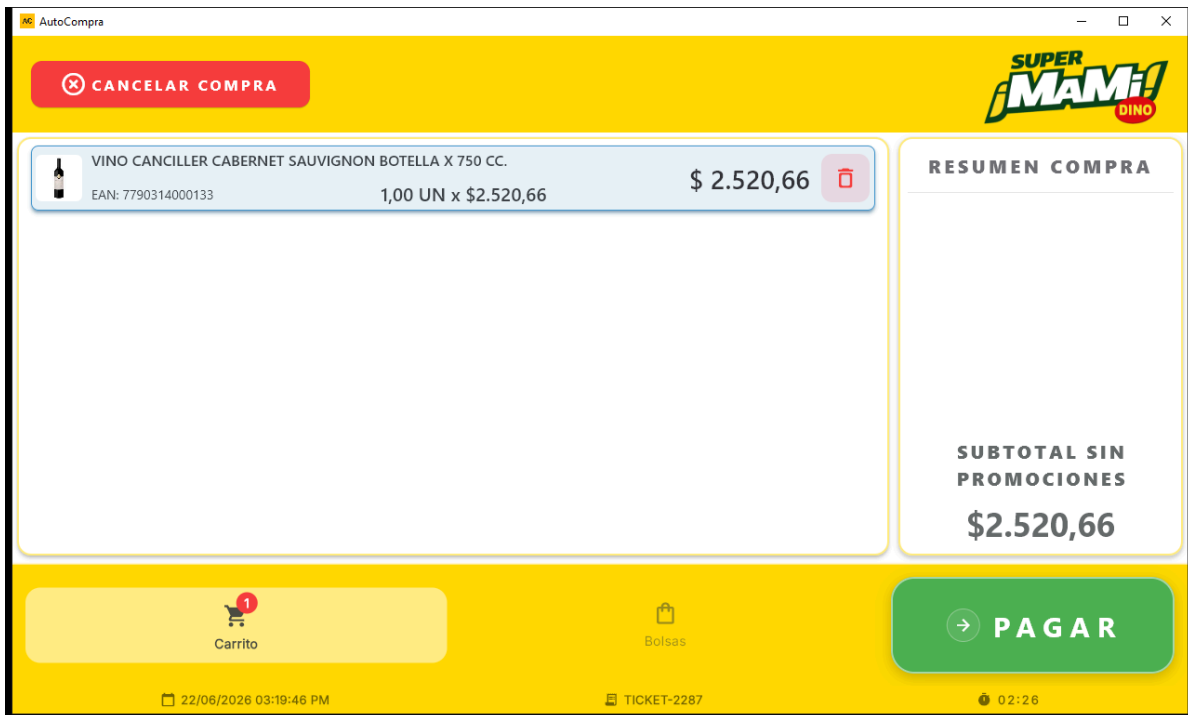 AC AutoCompra
CANCELAR COMPRA
SUPER
¡MAMi!
DINO
VINO CANCILLER CABERNET SAUVIGNON BOTELLA X 750 CC.
EAN: 7790314000133
1,00 UN x $2.520,66
$ 2.520,66
RESUMEN COMPRA
SUBTOTAL SIN
PROMOCIONES
$2.520,66
1
Carrito
Bolsas
PAGAR
22/06/2026 03:19:46 PM
TICKET-2287
02:26